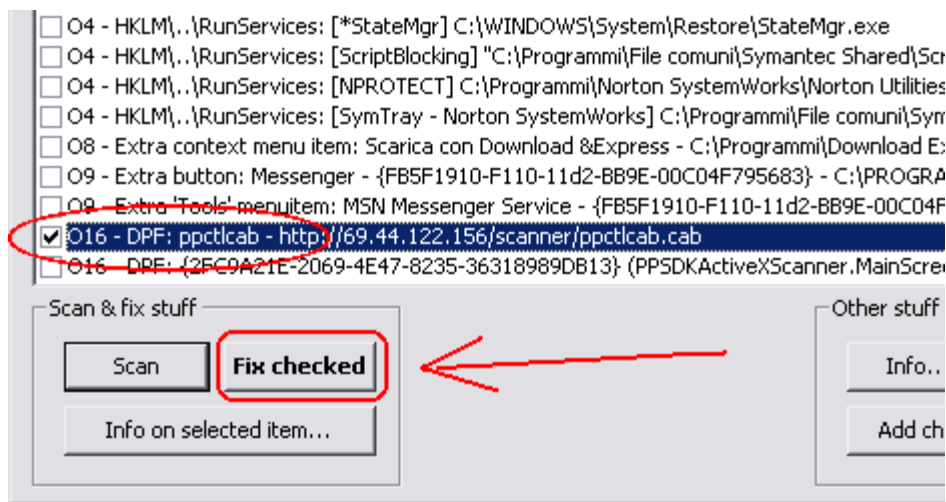 O4 - HKLM\..\RunServices: [*StateMgr] C:\WINDOWS\System\Restore\StateMgr.exe
O4 - HKLM\..\RunServices: [ScriptBlocking] "C:\Programmi\File comuni\Symantec Shared\Scr
O4 - HKLM\..\RunServices: [NPROTECT] C:\Programmi\Norton SystemWorks\Norton Utilities
O4 - HKLM\..\RunServices: [SymTray - Norton SystemWorks] C:\Programmi\File comuni\Sym
O8 - Extra context menu item: Scarica con Download &Express - C:\Programmi\Download Ex
O9 - Extra button: Messenger - {FB5F1910-F110-11d2-BB9E-00C04F795683} - C:\PROGRA
O9 - Extra 'Tools' menuitem: MSN Messenger Service - {FB5F1910-F110-11d2-BB9E-00C04F
O16 - DPF: ppctlcab - http://69.44.122.156/scanner/ppctlcab.cab
O16 - DPF: {2FC9A21E-2069-4E47-8235-36318989DB13} (PPSDKActiveXScanner.MainScree
Scan & fix stuff
Other stuff
Scan
Fix checked
Info..
Info on selected item...
Add ch